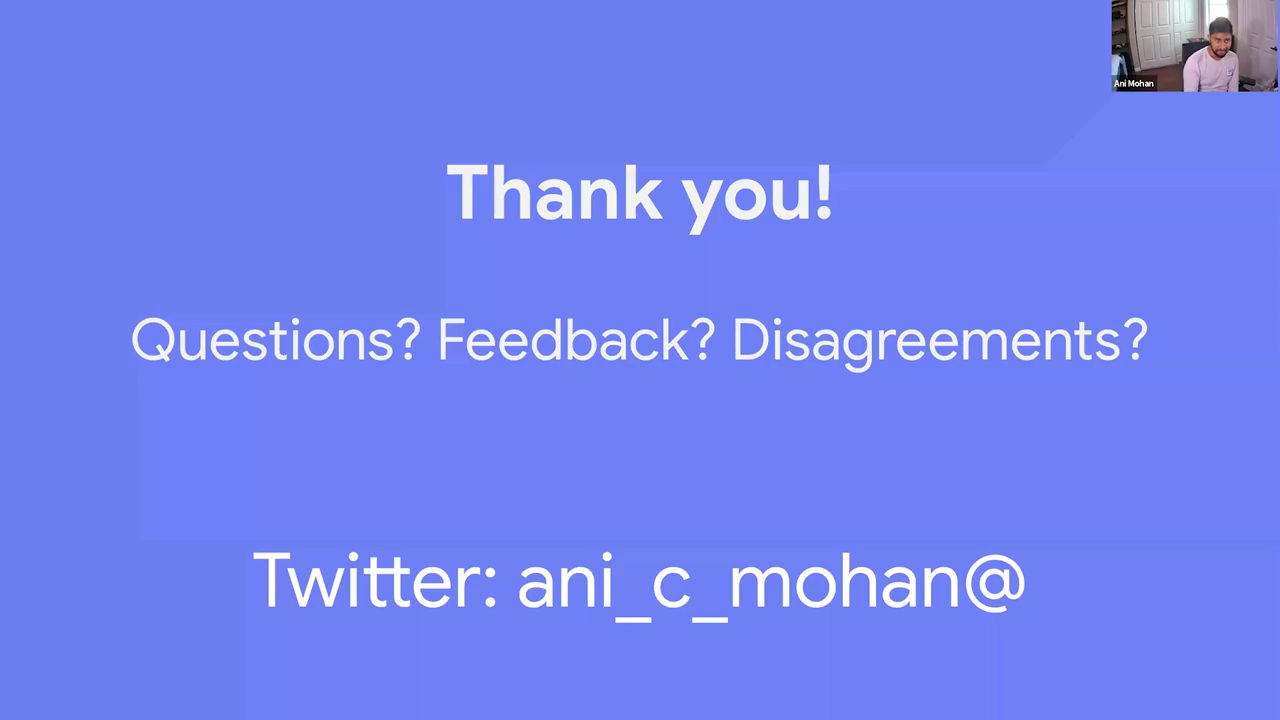 Ani Mohan
Thank you!
Questions? Feedback? Disagreements?
Twitter: ani_c_mohan@